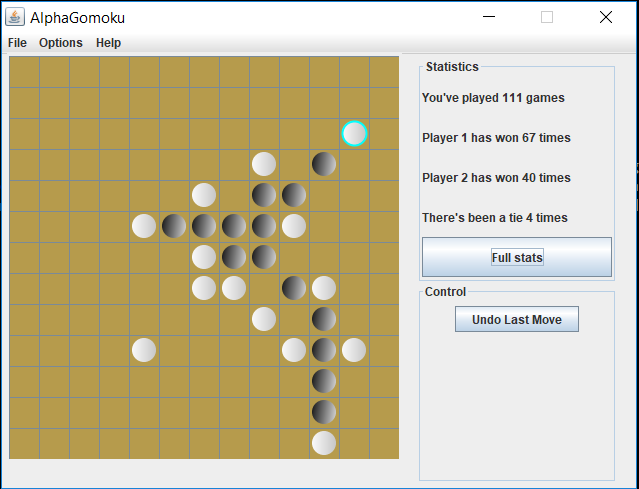 AlphaGomoku
File Options Help
Statistics
You've played 111 games
Player 1 has won 67 times
Player 2 has won 40 times
There's been a tie 4 times
Full stats
Control
Undo Last Move